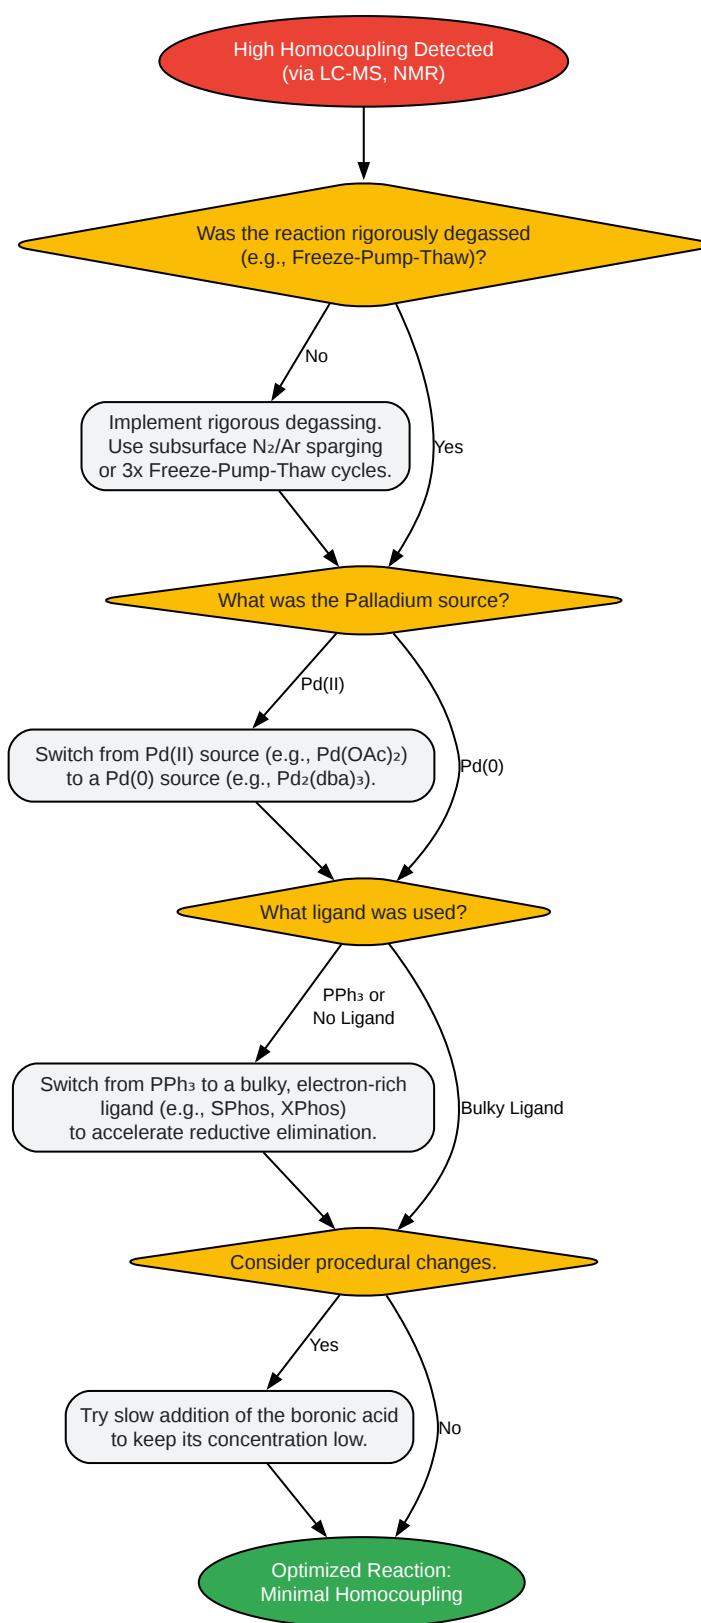 High Homocoupling Detected
(via LC-MS, NMR)
Was the reaction rigorously degassed
(e.g., Freeze-Pump-Thaw)?
No
Implement rigorous degassing.
Use subsurface N₂/Ar sparging
or 3x Freeze-Pump-Thaw cycles.
Yes
What was the Palladium source?
Pd(II)
Switch from Pd(II) source (e.g., Pd(OAc)₂)
to a Pd(0) source (e.g., Pd₂(dba)₃).
Pd(0)
What ligand was used?
PPh₃ or
No Ligand
Switch from PPh₃ to a bulky, electron-rich
ligand (e.g., SPhos, XPhos)
to accelerate reductive elimination.
Bulky Ligand
Consider procedural changes.
Yes
Try slow addition of the boronic acid
to keep its concentration low.
No
Optimized Reaction:
Minimal Homocoupling